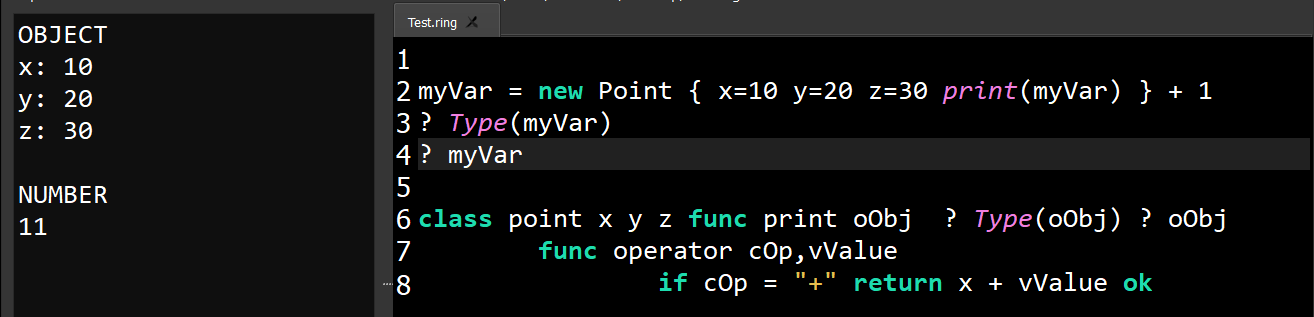 OBJECT
x: 10
y: 20
z: 30
NUMBER
11
Test.ring
1
2 myVar = new Point { x=10 y=20 z=30 print(myVar) } + 1
3 ? Type(myVar)
4 ? myVar
5
6 class point x y z func print oObj  ? Type(oObj) ? oObj
7         func operator cOp,vValue
8                 if cOp = "+" return x + vValue ok